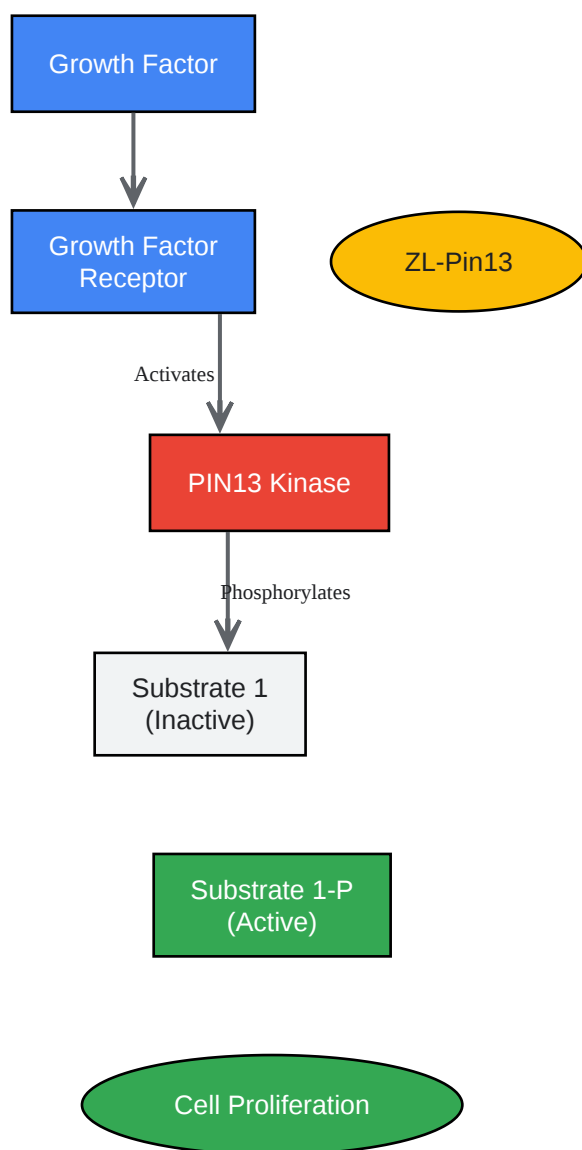 Growth Factor
Growth Factor
Receptor
ZL-Pin13
Activates
PIN13 Kinase
Phosphorylates
Substrate 1
(Inactive)
Substrate 1-P
(Active)
Cell Proliferation